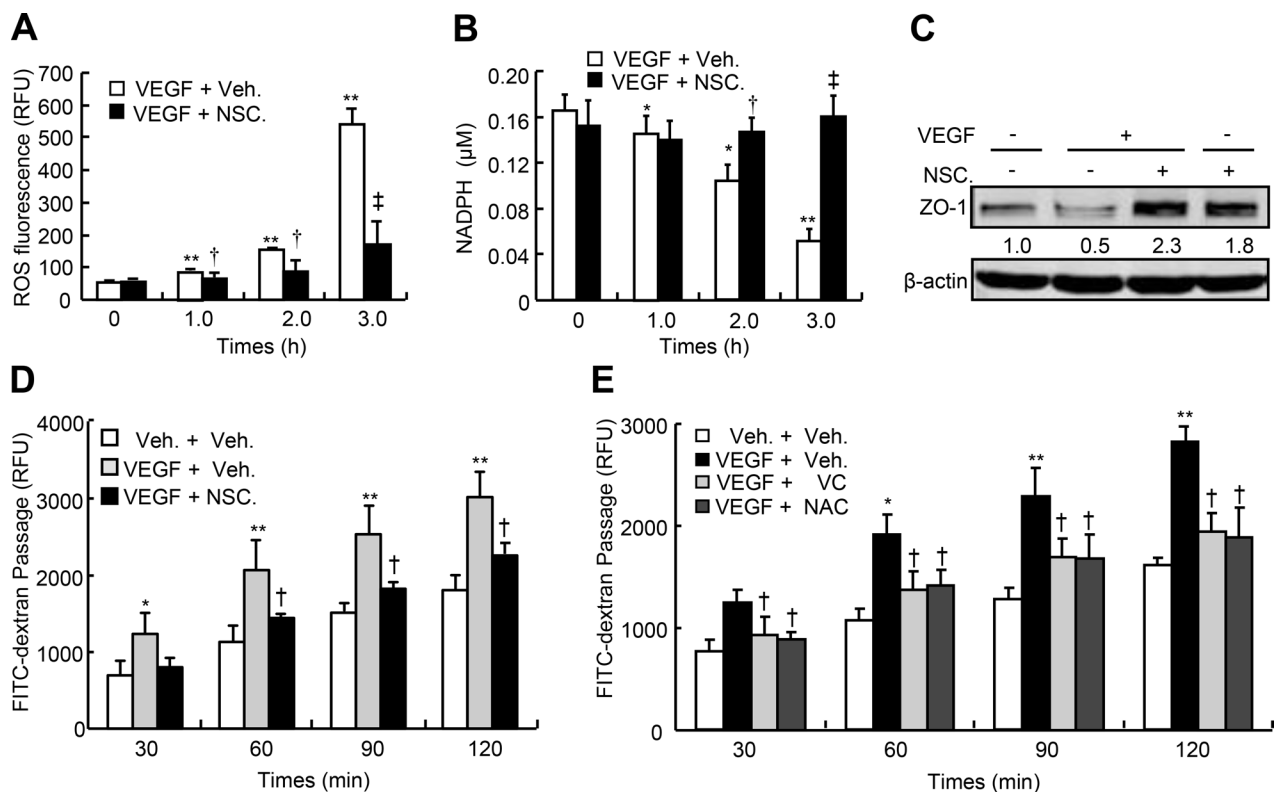 A
VEGF + Veh.
VEGF + NSC.
ROS fluorescence (RFU)
700
600
500
400
300
200
100
0
**
†
**
†
**
‡
0 1.0 2.0 3.0
Times (h)
B
VEGF + Veh.
VEGF + NSC.
NADPH (µM)
0.20
0.16
0.12
0.08
0.04
0
*
*
†
**
‡
0 1.0 2.0 3.0
Times (h)
C
VEGF - + -
NSC. - - + +
ZO-1
1.0 0.5 2.3 1.8
β-actin
D
Veh. + Veh.
VEGF + Veh.
VEGF + NSC.
FITC-dextran Passage (RFU)
4000
3000
2000
1000
0
*
**
†
**
†
**
†
30 60 90 120
Times (min)
E
Veh. + Veh.
VEGF + Veh.
VEGF + VC
VEGF + NAC
FITC-dextran Passage (RFU)
3000
2000
1000
0
† †
*
† †
**
† †
**
† †
30 60 90 120
Times (min)